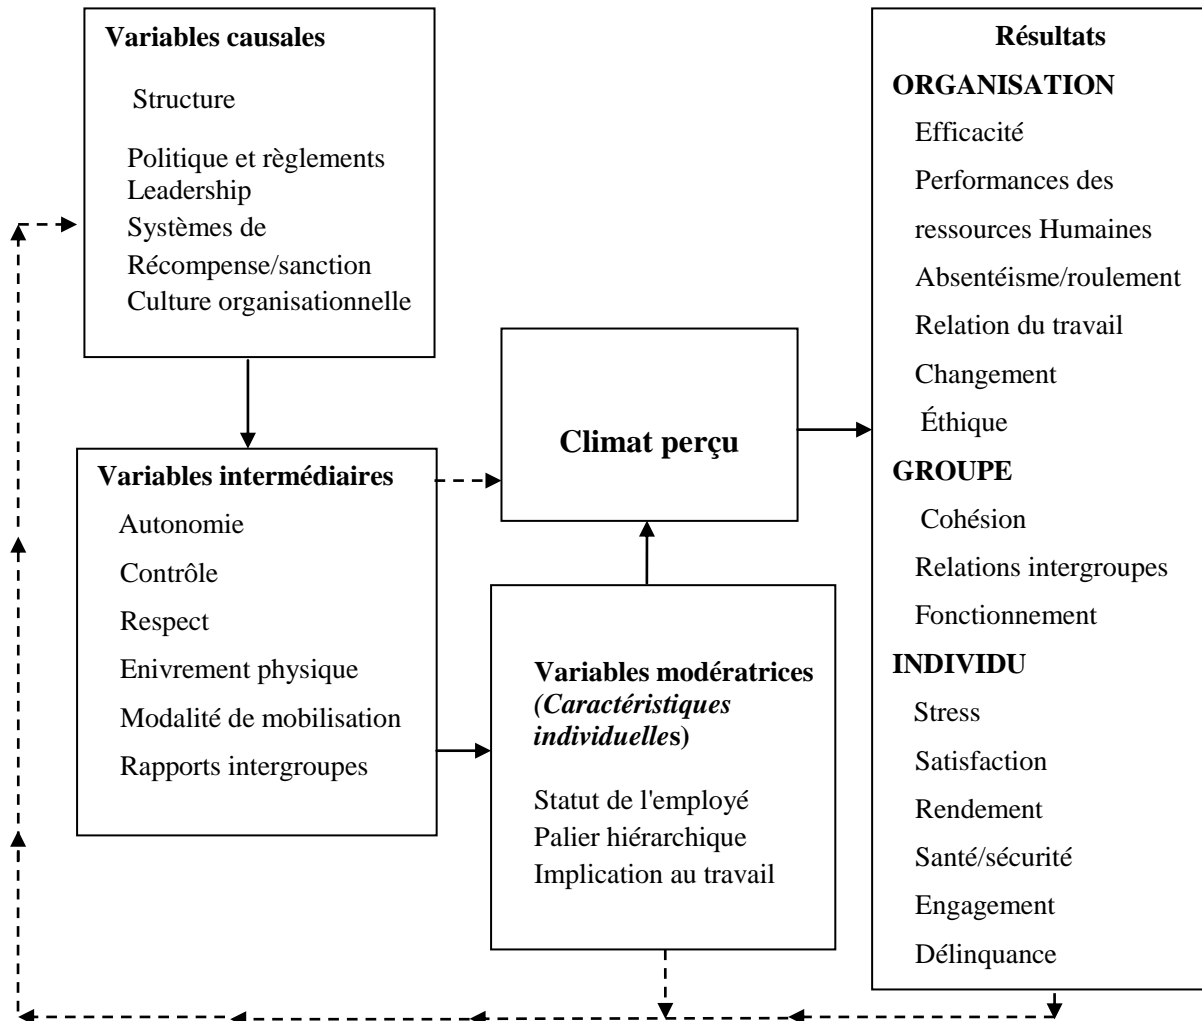 Variables causales
Structure
Politique et règlements
Leadership
Systèmes de
Récompense/sanction
Culture organisationnelle
Variables intermédiaires
Autonomie
Contrôle
Respect
Enivrement physique
Modalité de mobilisation
Rapports intergroupes
Climat perçu
Variables modératrices
(Caractéristiques
individuelles)
Statut de l'employé
Palier hiérarchique
Implication au travail
Résultats
ORGANISATION
Efficacité
Performances des
ressources Humaines
Absentéisme/roulement
Relation du travail
Changement
Éthique
GROUPE
Cohésion
Relations intergroupes
Fonctionnement
INDIVIDU
Stress
Satisfaction
Rendement
Santé/sécurité
Engagement
Délinquance